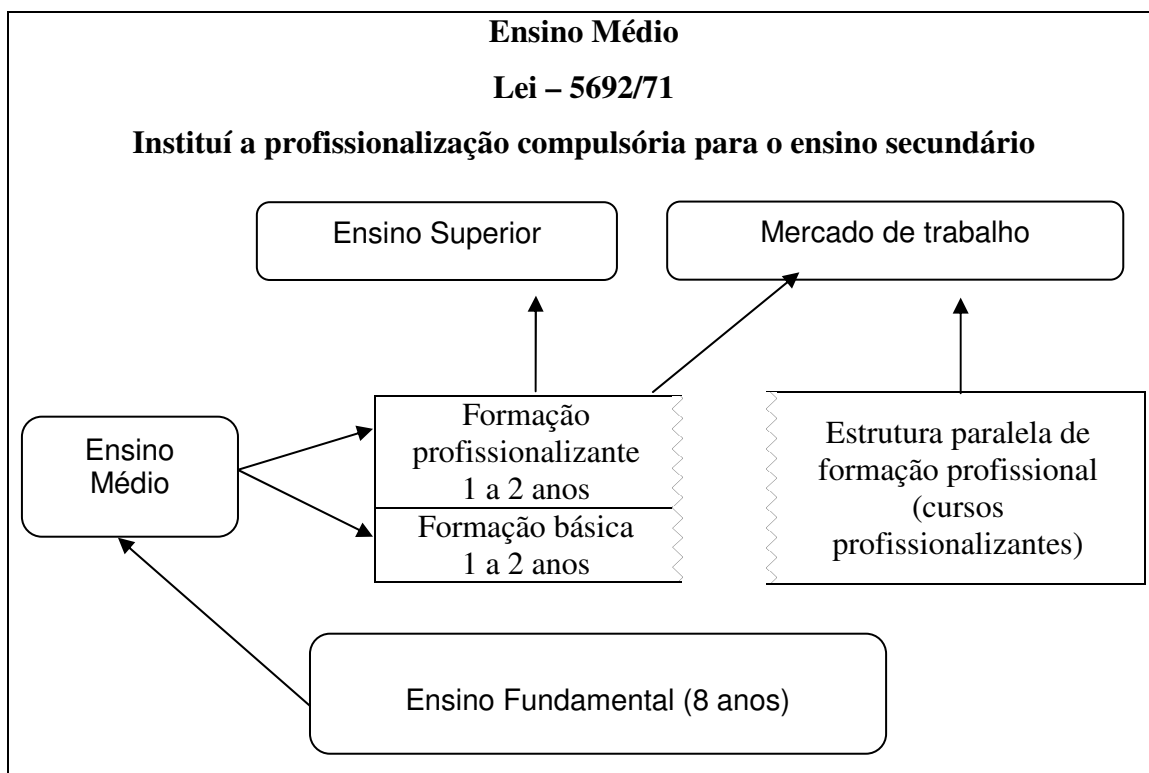 Ensino Médio
Lei – 5692/71
Instituí a profissionalização compulsória para o ensino secundário
Ensino Superior
Mercado de trabalho
Ensino
Médio
Formação
profissionalizante
1 a 2 anos
Formação básica
1 a 2 anos
Estrutura paralela de
formação profissional
(cursos
profissionalizantes)
Ensino Fundamental (8 anos)